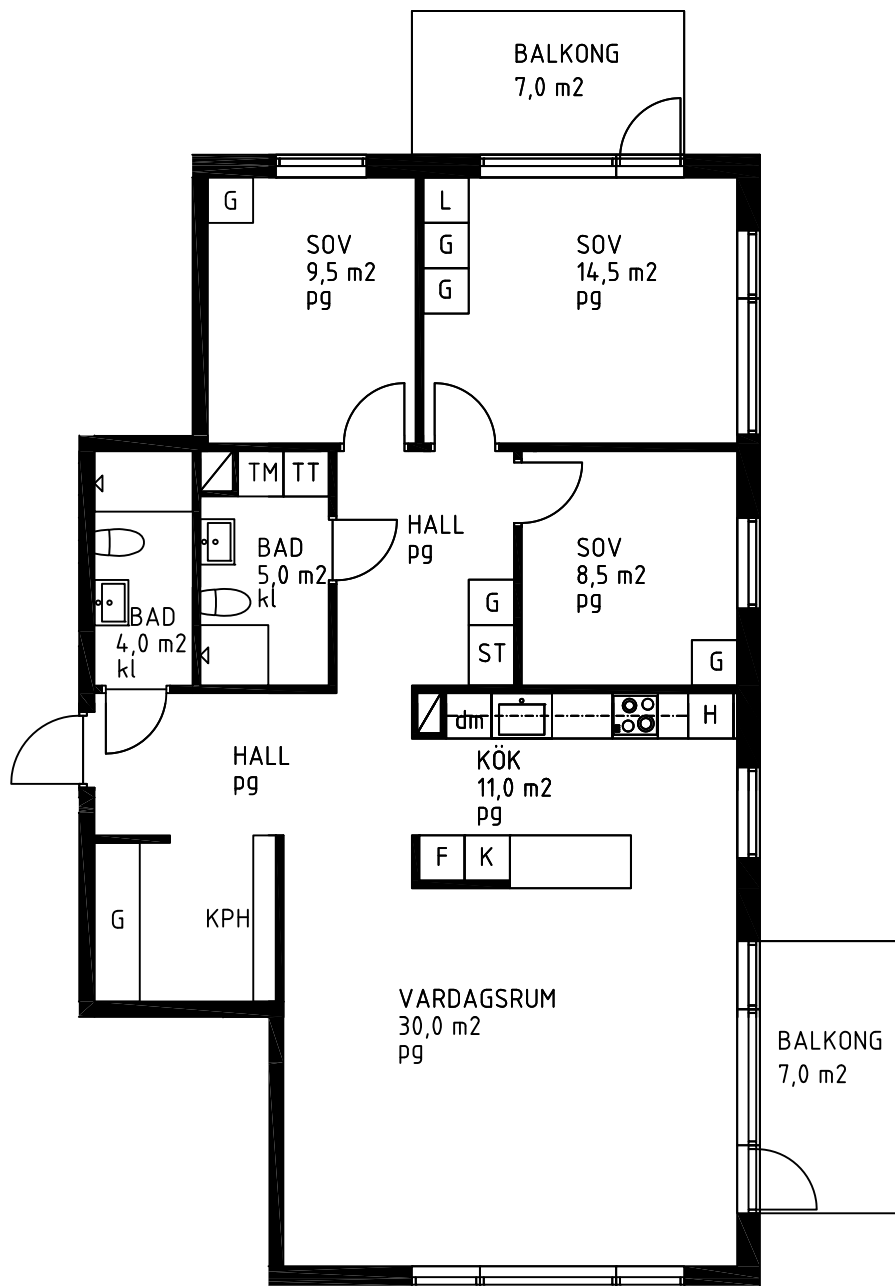 BALKONG
7,0 m2
G
L
G
G
SOV
9,5 m2
pg
SOV
14,5 m2
pg
TM
TT
HALL
pg
BAD
5,0 m2
kl
SOV
8,5 m2
pg
BAD
4,0 m2
kl
G
ST
G
dm
H
HALL
pg
KÖK
11,0 m2
pg
F
K
G
KPH
VARDAGSRUM
30,0 m2
pg
BALKONG
7,0 m2